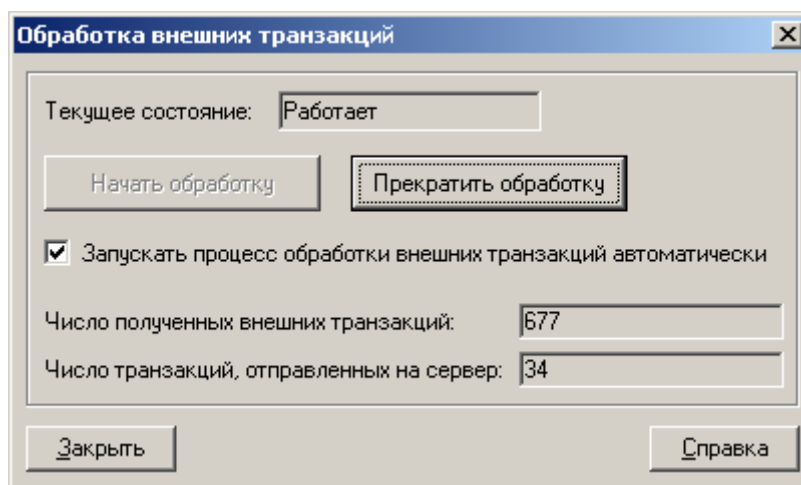 Обработка внешних транзакций
Текущее состояние: Работает
Начать обработку Прекратить обработку
Запускать процесс обработки внешних транзакций автоматически
Число полученных внешних транзакций: 677
Число транзакций, отправленных на сервер: 34
Закрыть Справка